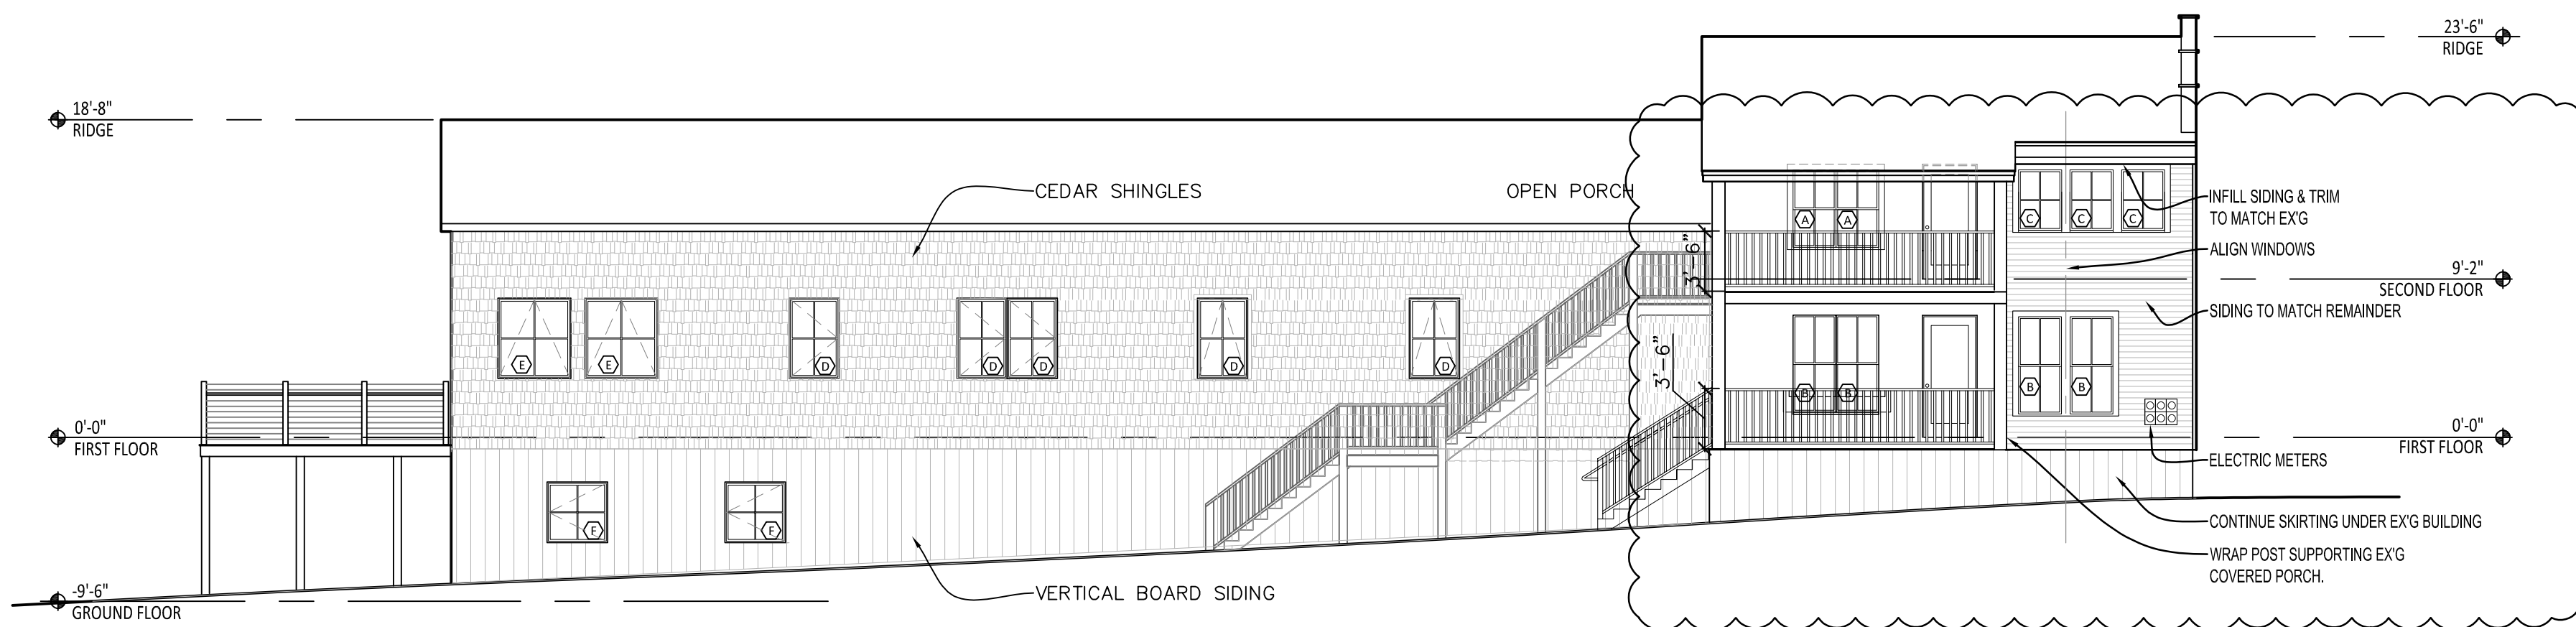 23'-6"
RIDGE
18'-8"
RIDGE
CEDAR SHINGLES
OPEN PORCH
INFILL SIDING & TRIM
TO MATCH EX'G
A
A
C
C
C
ALIGN WINDOWS
3'-6"
9'-2"
SECOND FLOOR
SIDING TO MATCH REMAINDER
E
E
D
D
D
D
D
3'-6"
B
B
B
B
0'-0"
FIRST FLOOR
0'-0"
FIRST FLOOR
ELECTRIC METERS
F
F
CONTINUE SKIRTING UNDER EX'G BUILDING
WRAP POST SUPPORTING EX'G
COVERED PORCH.
-9'-6"
GROUND FLOOR
VERTICAL BOARD SIDING